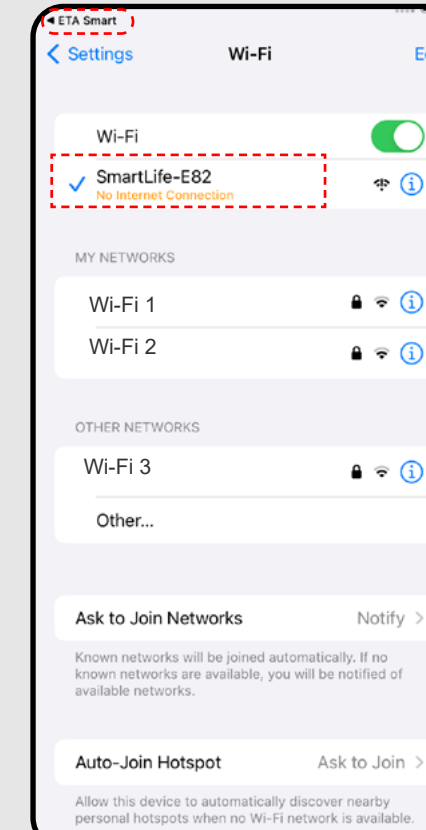 ETA Smart
Settings Wi-Fi
Wi-Fi
SmartLife-E82
No Internet Connection
MY NETWORKS
Wi-Fi 1
Wi-Fi 2
OTHER NETWORKS
Wi-Fi 3
Other...
Ask to Join Networks Notify
Known networks will be joined automatically. If no
known networks are available, you will be notified of
available networks.
Auto-Join Hotspot Ask to Join
Allow this device to automatically discover nearby
personal hotspots when no Wi-Fi network is available.